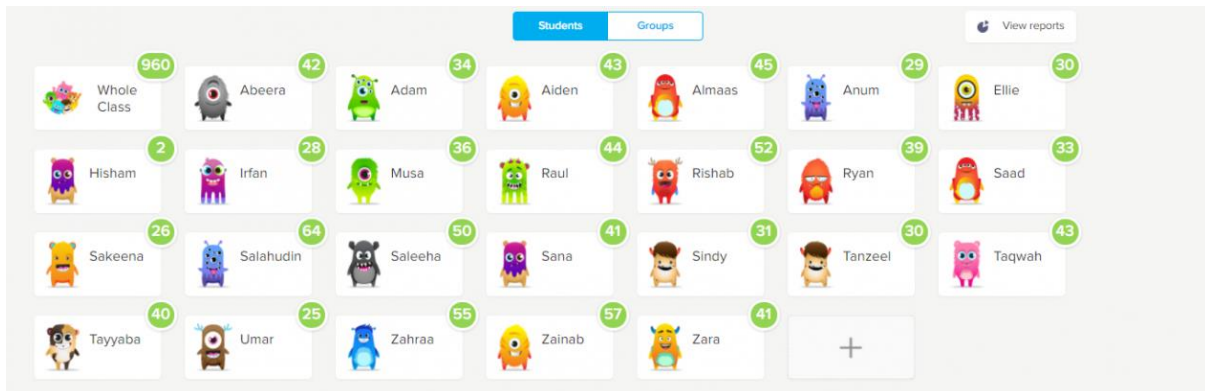 Students Groups View reports
960 42 34 43 45 29 30
Whole Class Abeera Adam Aiden Almaas Anum Ellie
2 28 36 44 52 39 33
Hisham Irfan Musa Raul Rishab Ryan Saad
26 64 50 41 31 30 43
Sakeena Salahudin Saleeha Sana Sindy Tanzeel Taqwah
40 25 55 57 41
Tayyaba Umar Zahraa Zainab Zara +